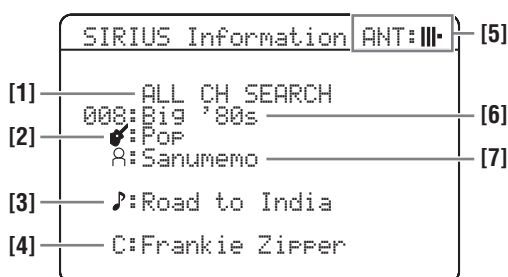 SIRIUS Information ANT: [5]
[1] ALL CH SEARCH
008:Big '80s [6]
[2] :Pop
:Sanumemo [7]
[3] ♪:Road to India
[4] C:Frankie Zipper